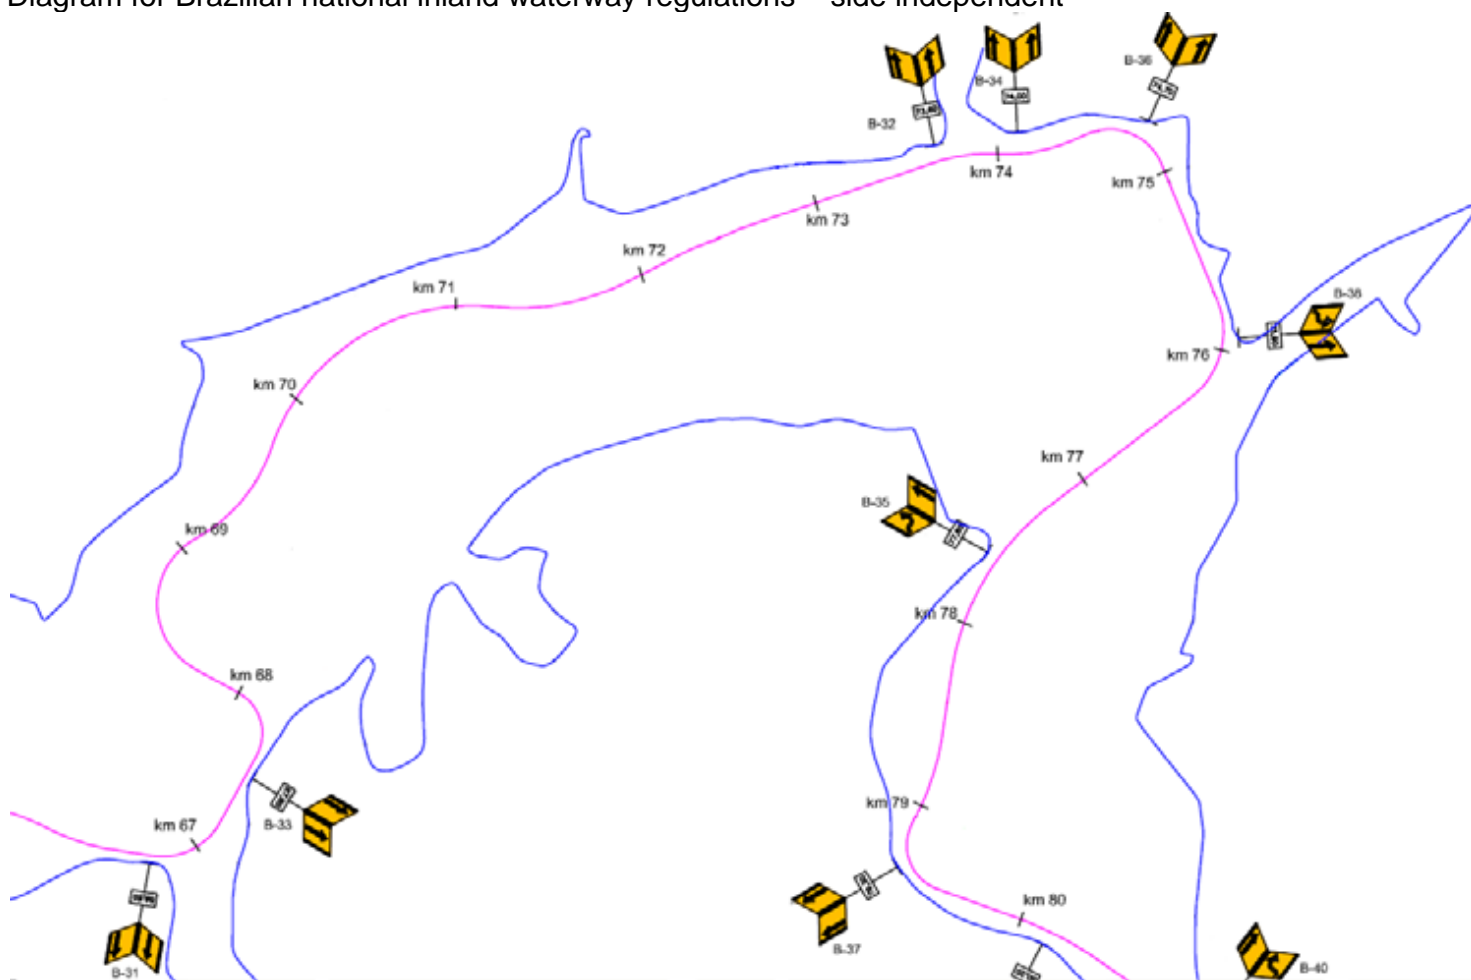 Diagram for Brazilian national inland waterway regulations – side independent
B-36
B-34
B-32
74,00
km 74
km 75
km 73
km 72
km 71
B-38
km 76
km 70
km 77
B-35
km 69
km 78
km 68
km 79
B-33
km 67
km 80
B-37
B-31
B-40